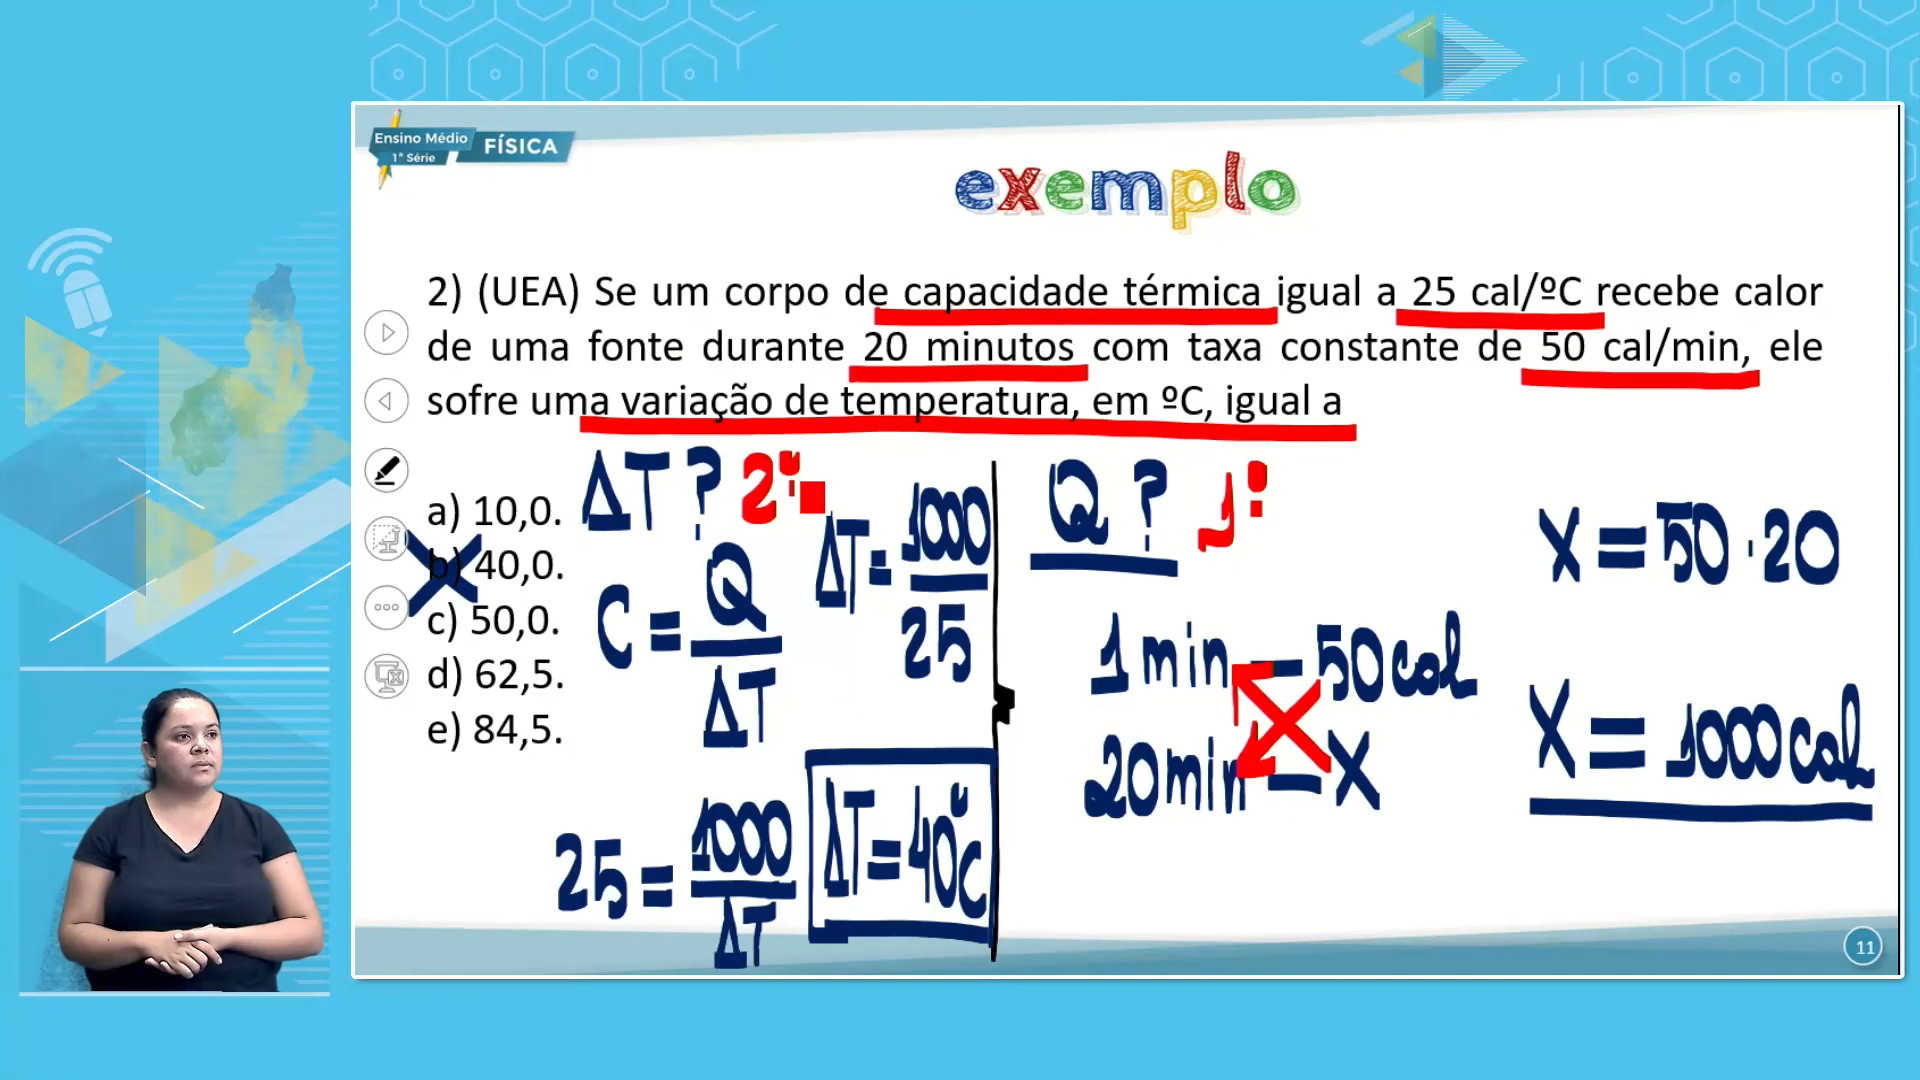 Ensino Médio
1ª Série
FÍSICA
exemplo
2) (UEA) Se um corpo de capacidade térmica igual a 25 cal/ºC recebe calor
de uma fonte durante 20 minutos com taxa constante de 50 cal/min, ele
sofre uma variação de temperatura, em ºC, igual a
a) 10,0.
b) 40,0.
c) 50,0.
d) 62,5.
e) 84,5.
ΔT ? 2º
C = Q
ΔT
25 = 1000
ΔT
ΔT = 1000
25
ΔT = 40ºC
Q ? 1º
1 min — 50 cal
20 min — X
X = 50 · 20
X = 1000 cal
11